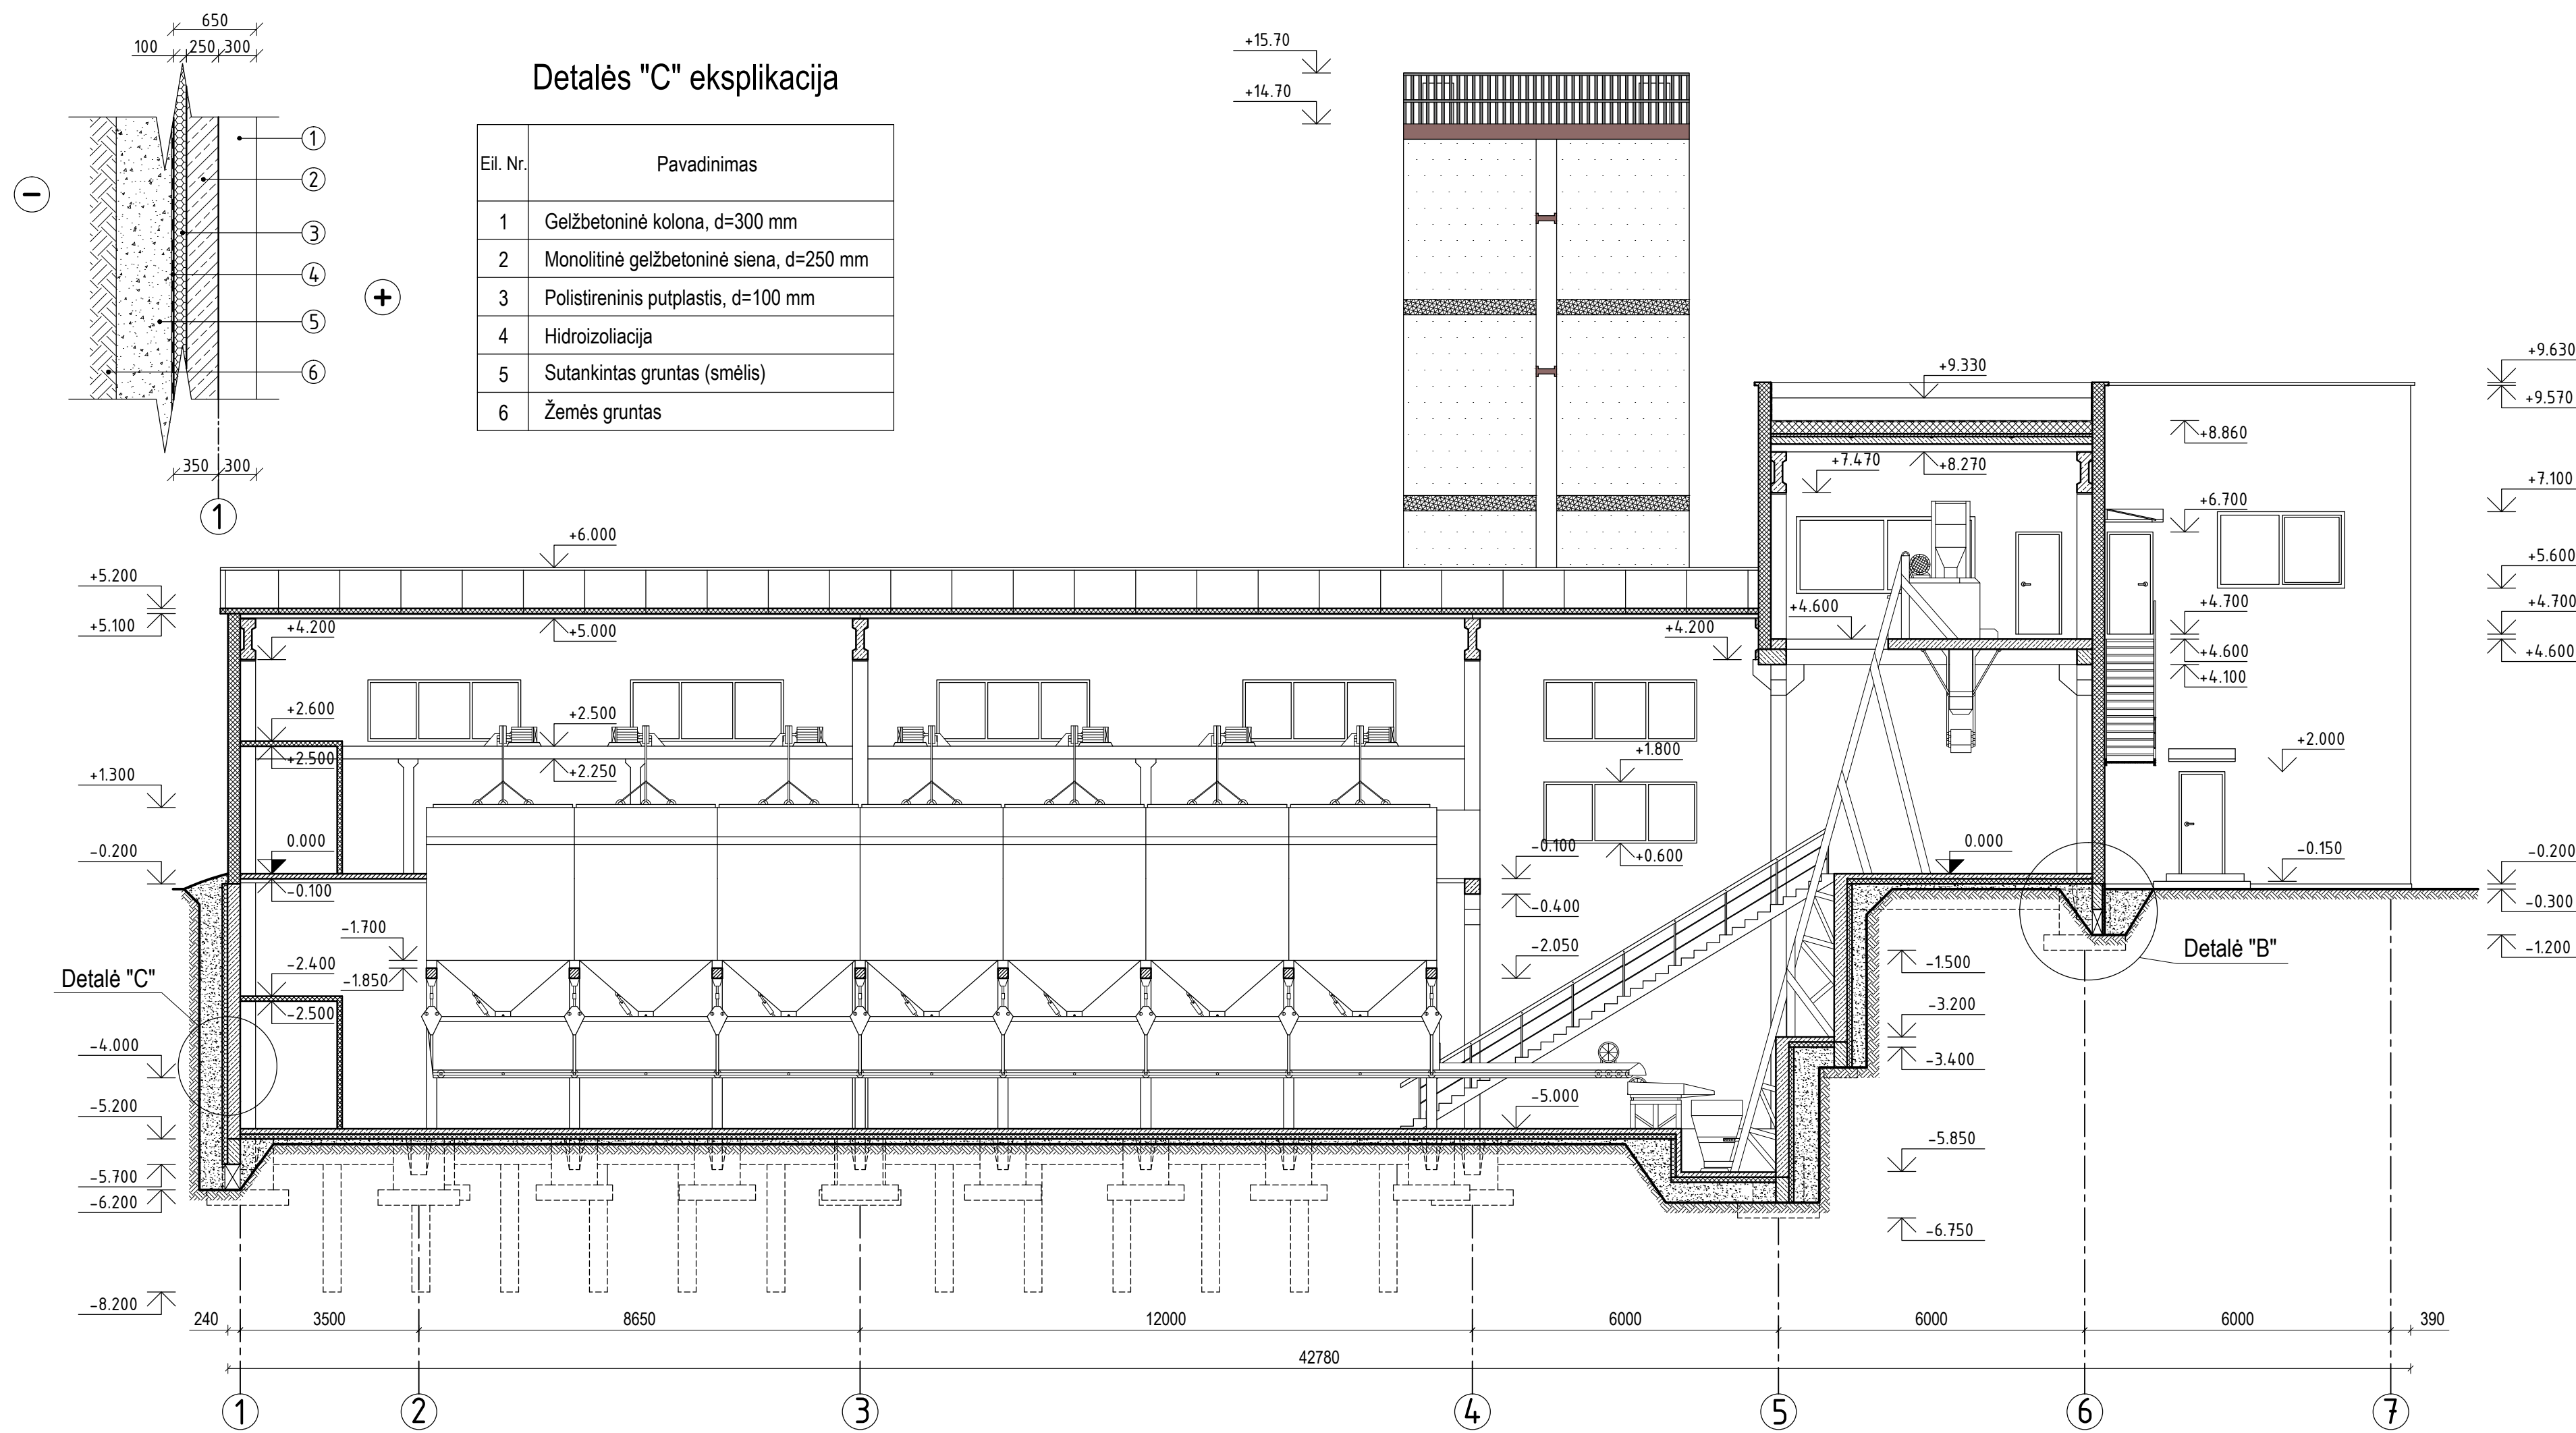 650
100 250 300
1
2
3
4
5
6
350 300
1
Detalės "C" eksplikacija
Eil. Nr. Pavadinimas
1 Gelžbetoninė kolona, d=300 mm
2 Monolitinė gelžbetoninė siena, d=250 mm
3 Polistireninis putplastis, d=100 mm
4 Hidroizoliacija
5 Sutankintas gruntas (smėlis)
6 Žemės gruntas
+15.70
+14.70
+9.630
+9.330
+9.570
+8.860
+7.470 +8.270
+7.100
+6.700
+6.000
+5.600
+5.200
+4.600 +4.700 +4.700
+5.100 +4.200 +5.000 +4.200
+4.600 +4.600
+4.100
+2.600 +2.500
+2.000
+2.500 +2.250 +1.800
+1.300
0.000 -0.100 +0.600 0.000 -0.150
-0.200 -0.200
-0.100
-0.400 -0.300
-1.700
-2.050 Detalė "B" -1.200
-2.400 -1.500
Detalė "C" -1.850
-2.500 -3.200
-4.000 -3.400
-5.200 -5.000
-5.850
-5.700
-6.200
-6.750
-8.200
240 3500 8650 12000 6000 6000 6000 390
42780
1 2 3 4 5 6 7